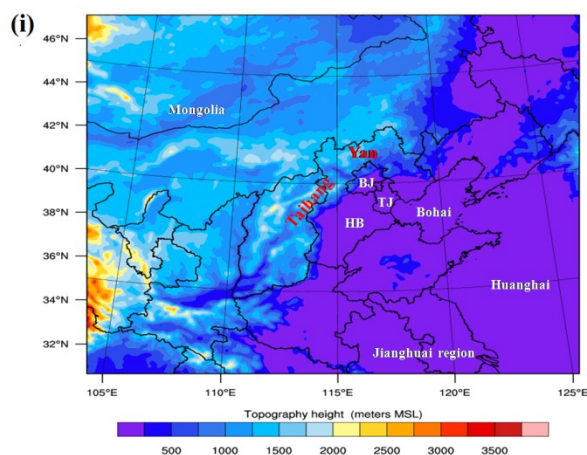 (i)
46°N
44°N
42°N
40°N
38°N
36°N
34°N
32°N
Mongolia
Yan
Taihang
BJ
TJ
HB
Bohai
Huanghai
Jianghuai region
105°E
110°E
115°E
120°E
125°E
Topography height (meters MSL)
500
1000
1500
2000
2500
3000
3500